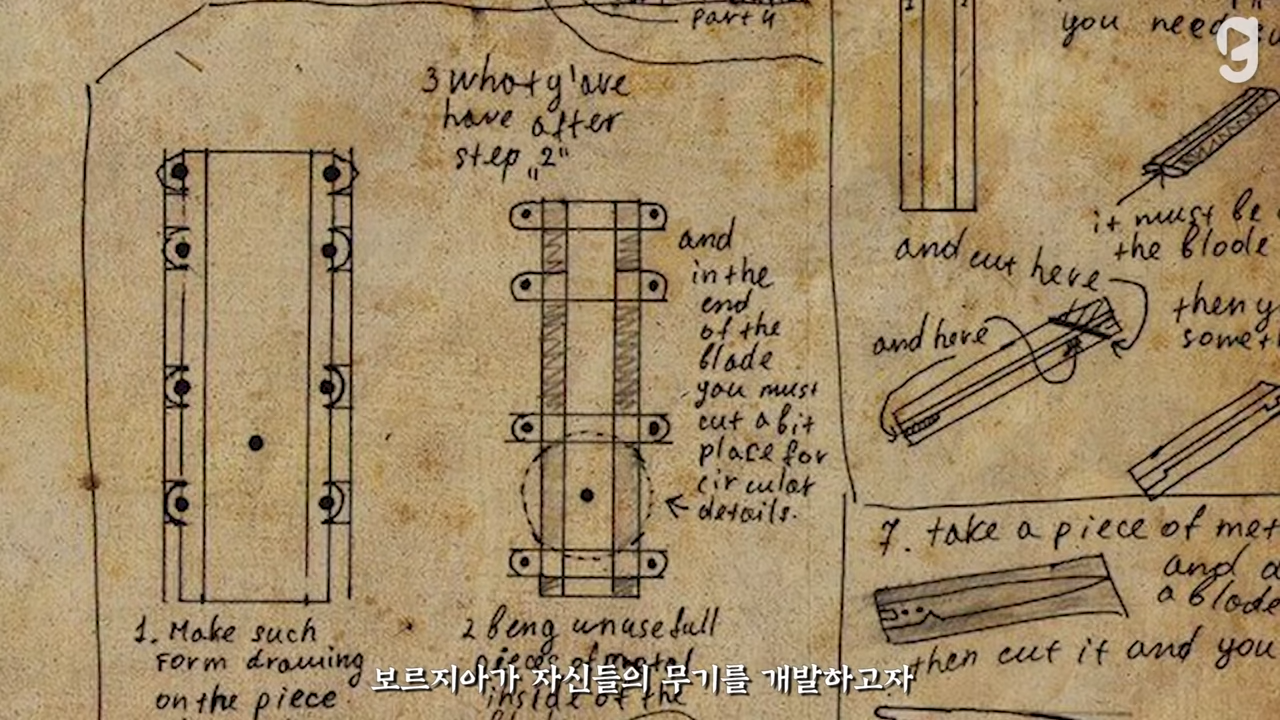 part 4
3 what y'ave
have after
step „2"
and
in the
end
of the
blade
you must
cut a bit
place for
circular
details.
1. Make such
form drawing
on the piece
2 beng unusefull
pieces of metal
inside of the
you need
it must be
the blade
and cut here
and here
then y
somet
7. take a piece of met
and a
a blade
then cut it and you
보르지아가 자신들의 무기를 개발하고자
g